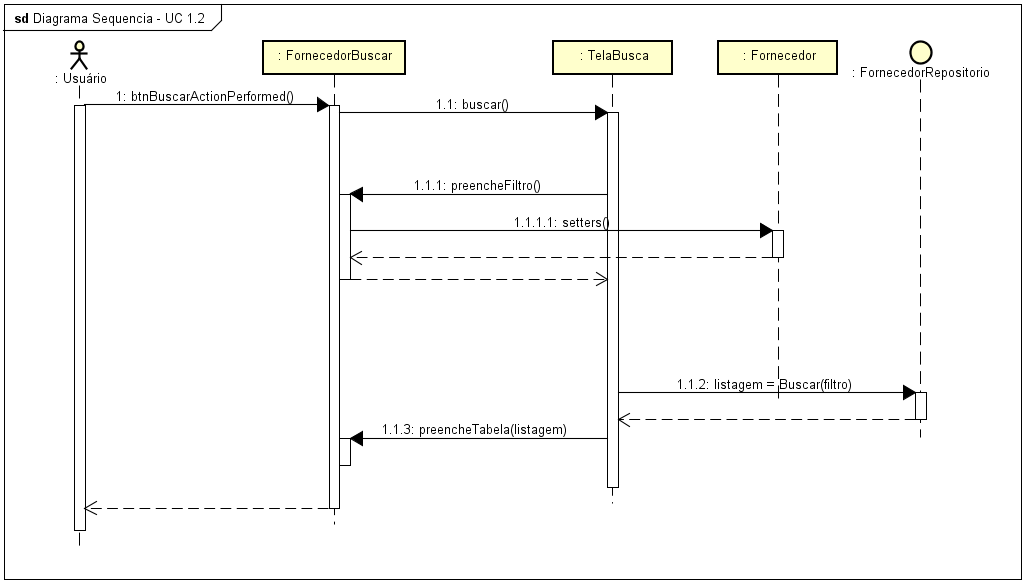 sd Diagrama Sequencia - UC 1.2
: Usuário
: FornecedorBuscar
: TelaBusca
: Fornecedor
: FornecedorRepositorio
1: btnBuscarActionPerformed()
1.1: buscar()
1.1.1: preencheFiltro()
1.1.1.1: setters()
1.1.2: listagem = Buscar(filtro)
1.1.3: preencheTabela(listagem)